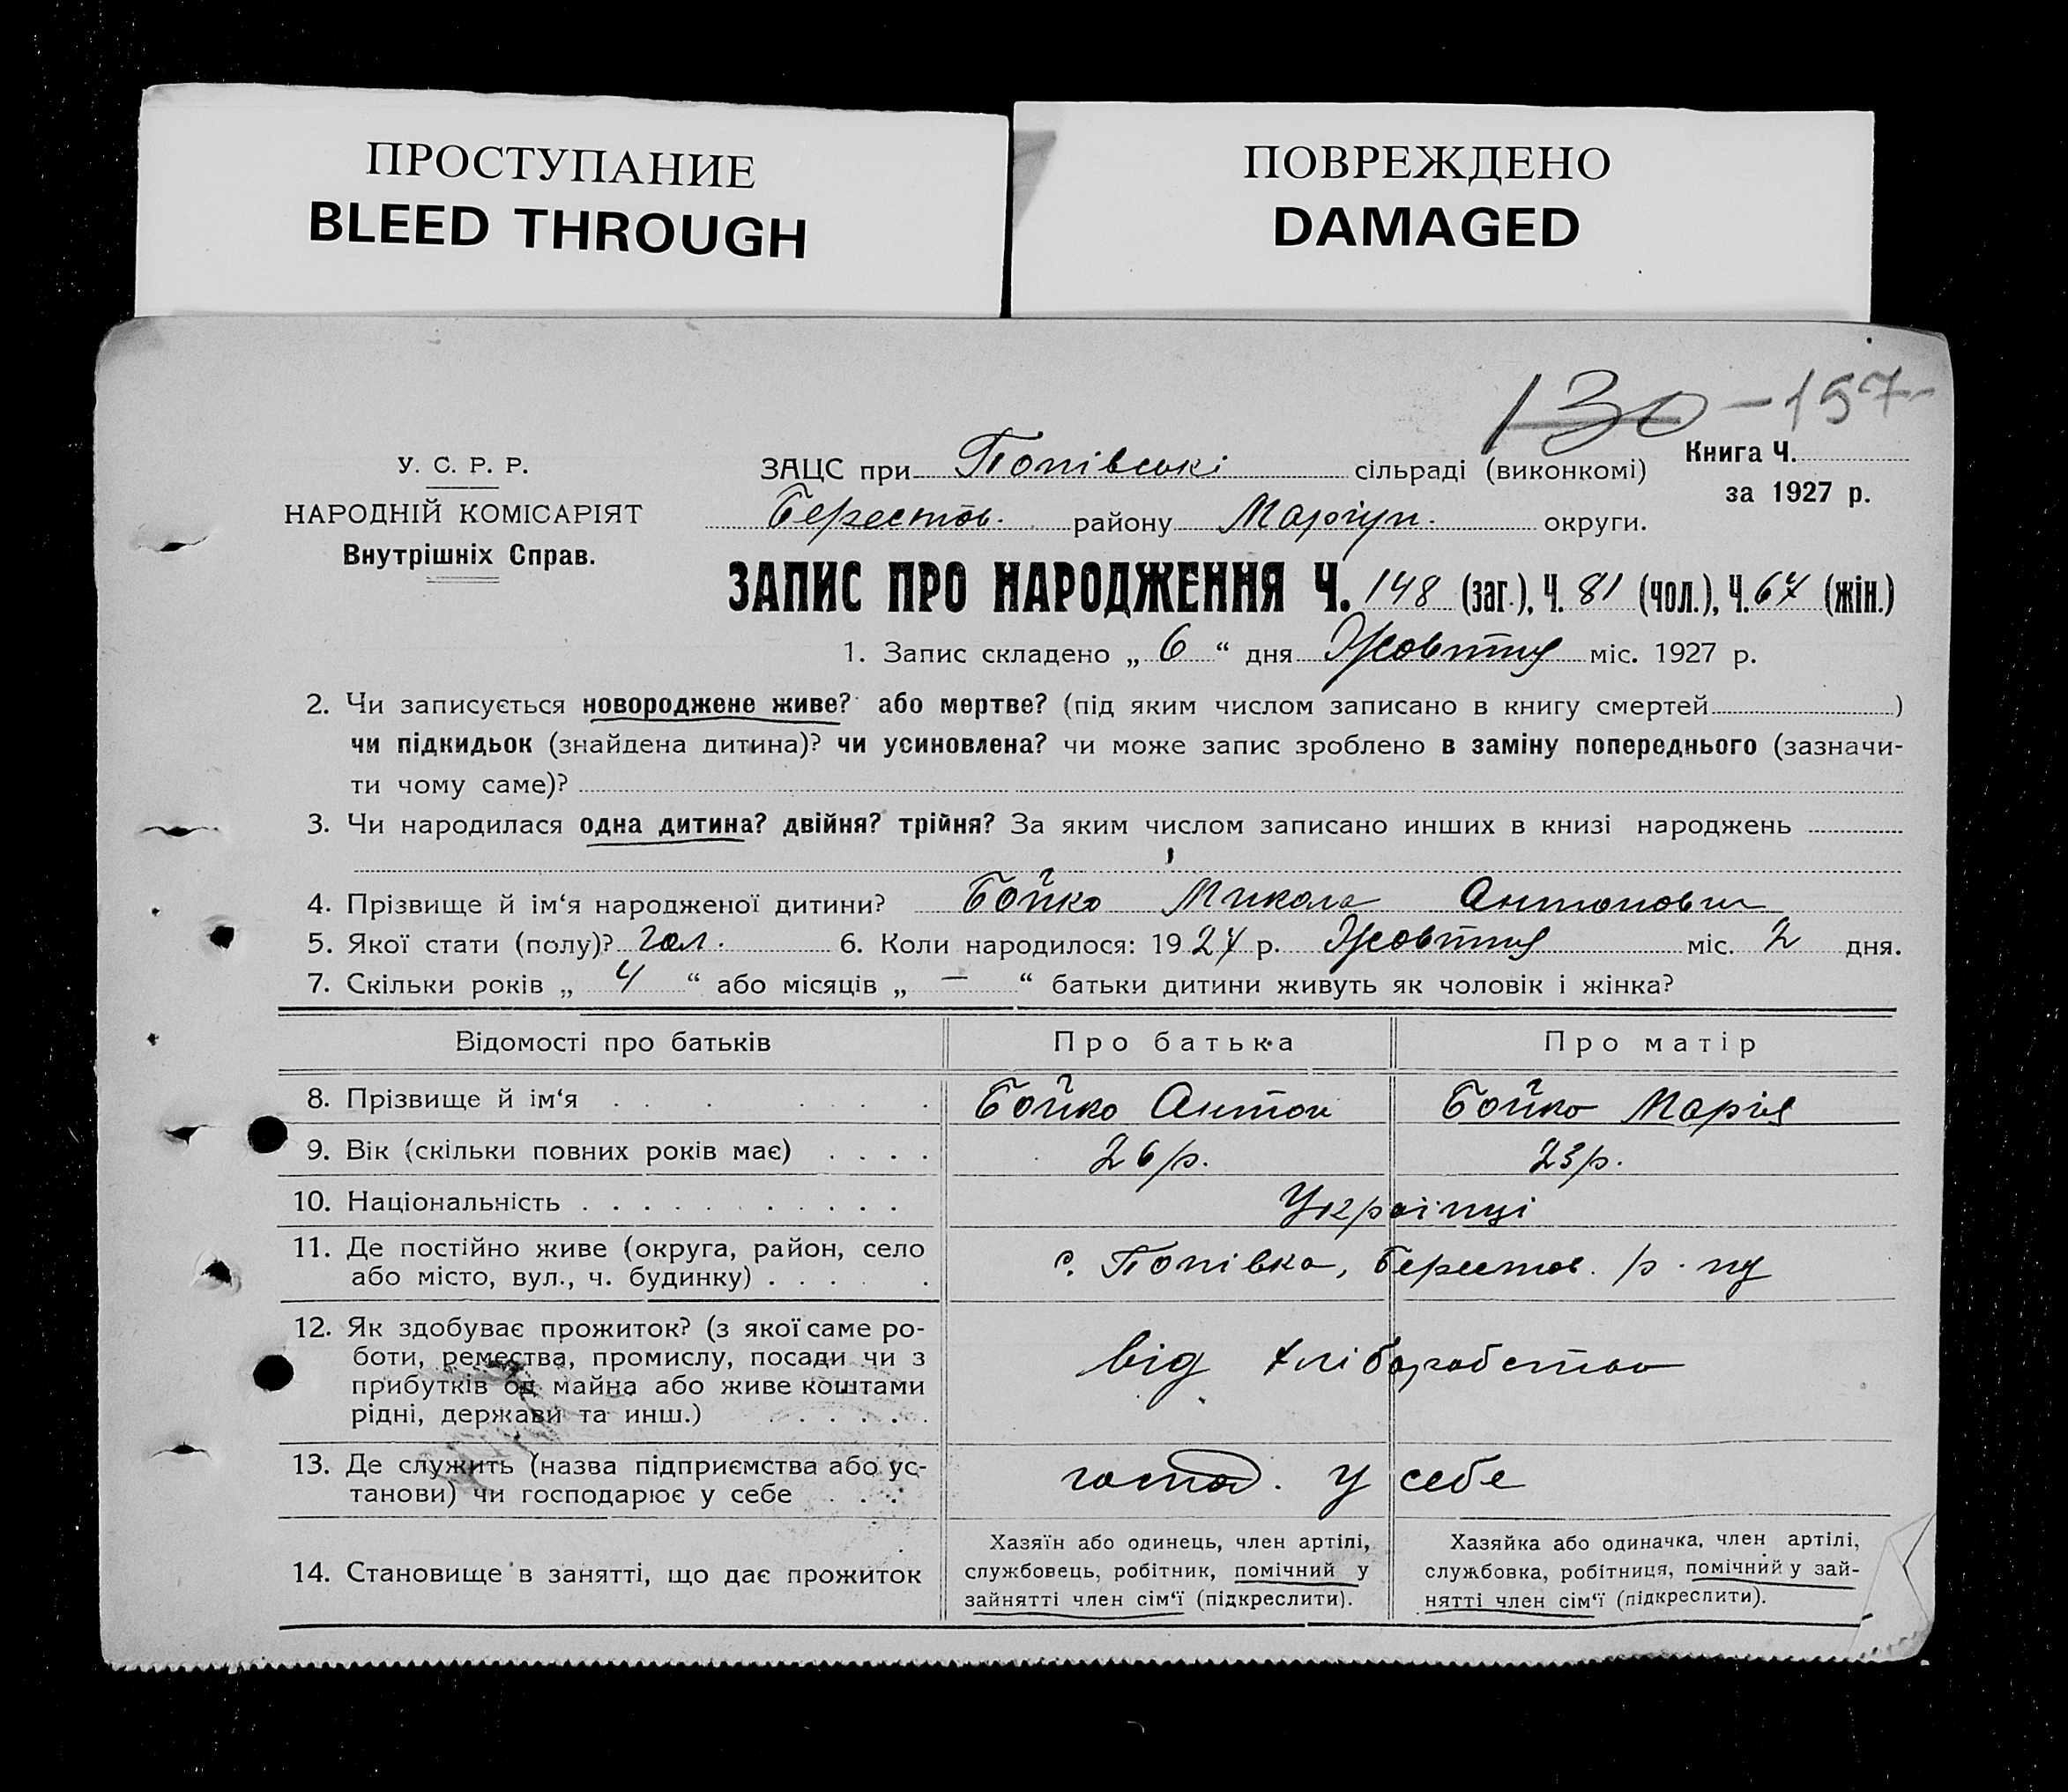 ПРОСТУПАНИЕ
BLEED THROUGH
ПОВРЕЖДЕНО
DAMAGED
130 - 157
У. С. Р. Р.
НАРОДНІЙ КОМІСАРІЯТ
Внутрішніх Справ.
ЗАЦС при Попівські сільраді (виконкомі)
Книга Ч.
за 1927 р.
Берестов. району Маріуп. округи.
ЗАПИС ПРО НАРОДЖЕННЯ Ч. 148 (заг.), Ч. 81 (чол.), Ч. 67 (жін.)
1. Запис складено „ 6 “ дня Жовтня міс. 1927 р.
2. Чи записується новороджене живе? або мертве? (під яким числом записано в книгу смертей )
чи підкидьок (знайдена дитина)? чи усиновлена? чи може запис зроблено в заміну попереднього (зазначи-
ти чому саме)?
3. Чи народилася одна дитина? двійня? трійня? За яким числом записано инших в книзі народжень
4. Прізвище й ім‘я народженої дитини? Бойко Микола Антонович
5. Якої стати (полу)? чол. 6. Коли народилося: 1927 р. Жовтня міс. 2 дня.
7. Скільки років „ 4 “ або місяців „ — “ батьки дитини живуть як чоловік і жінка?
Відомості про батьків Про батька Про матір
8. Прізвище й ім‘я Бойко Антон Бойко Марія
9. Вік (скільки повних років має) 26 р. 23 р.
10. Національність Українці
11. Де постійно живе (округа, район, село
або місто, вул., ч. будинку)
с. Попівка, Берестов. р-ну
12. Як здобуває прожиток? (з якої саме ро-
боти, ремества, промислу, посади чи з
прибутків од майна або живе коштами
рідні, держави та инш.)
від хліборобства
13. Де служить (назва підприємства або ус-
танови) чи господарює у себе
господ. у себе
14. Становище в занятті, що дає прожиток
Хазяїн або одинець, член артілі,
службовець, робітник, помічний у
зайнятті член сім‘ї (підкреслити).
Хазяйка або одиначка, член артілі,
службовка, робітниця, помічний у зай-
нятті член сім‘ї (підкреслити).